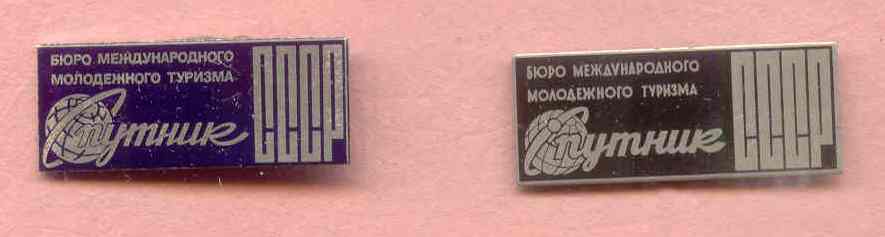 БЮРО МЕЖДУНАРОДНОГО
МОЛОДЕЖНОГО ТУРИЗМА
Спутник
СССР
БЮРО МЕЖДУНАРОДНОГО
МОЛОДЕЖНОГО ТУРИЗМА
Спутник
СССР